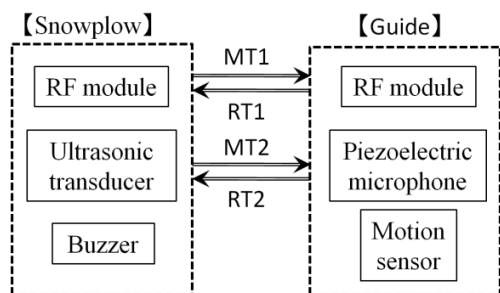 【Snowplow】
RF module
Ultrasonic
transducer
Buzzer
MT1
RT1
MT2
RT2
【Guide】
RF module
Piezoelectric
microphone
Motion
sensor